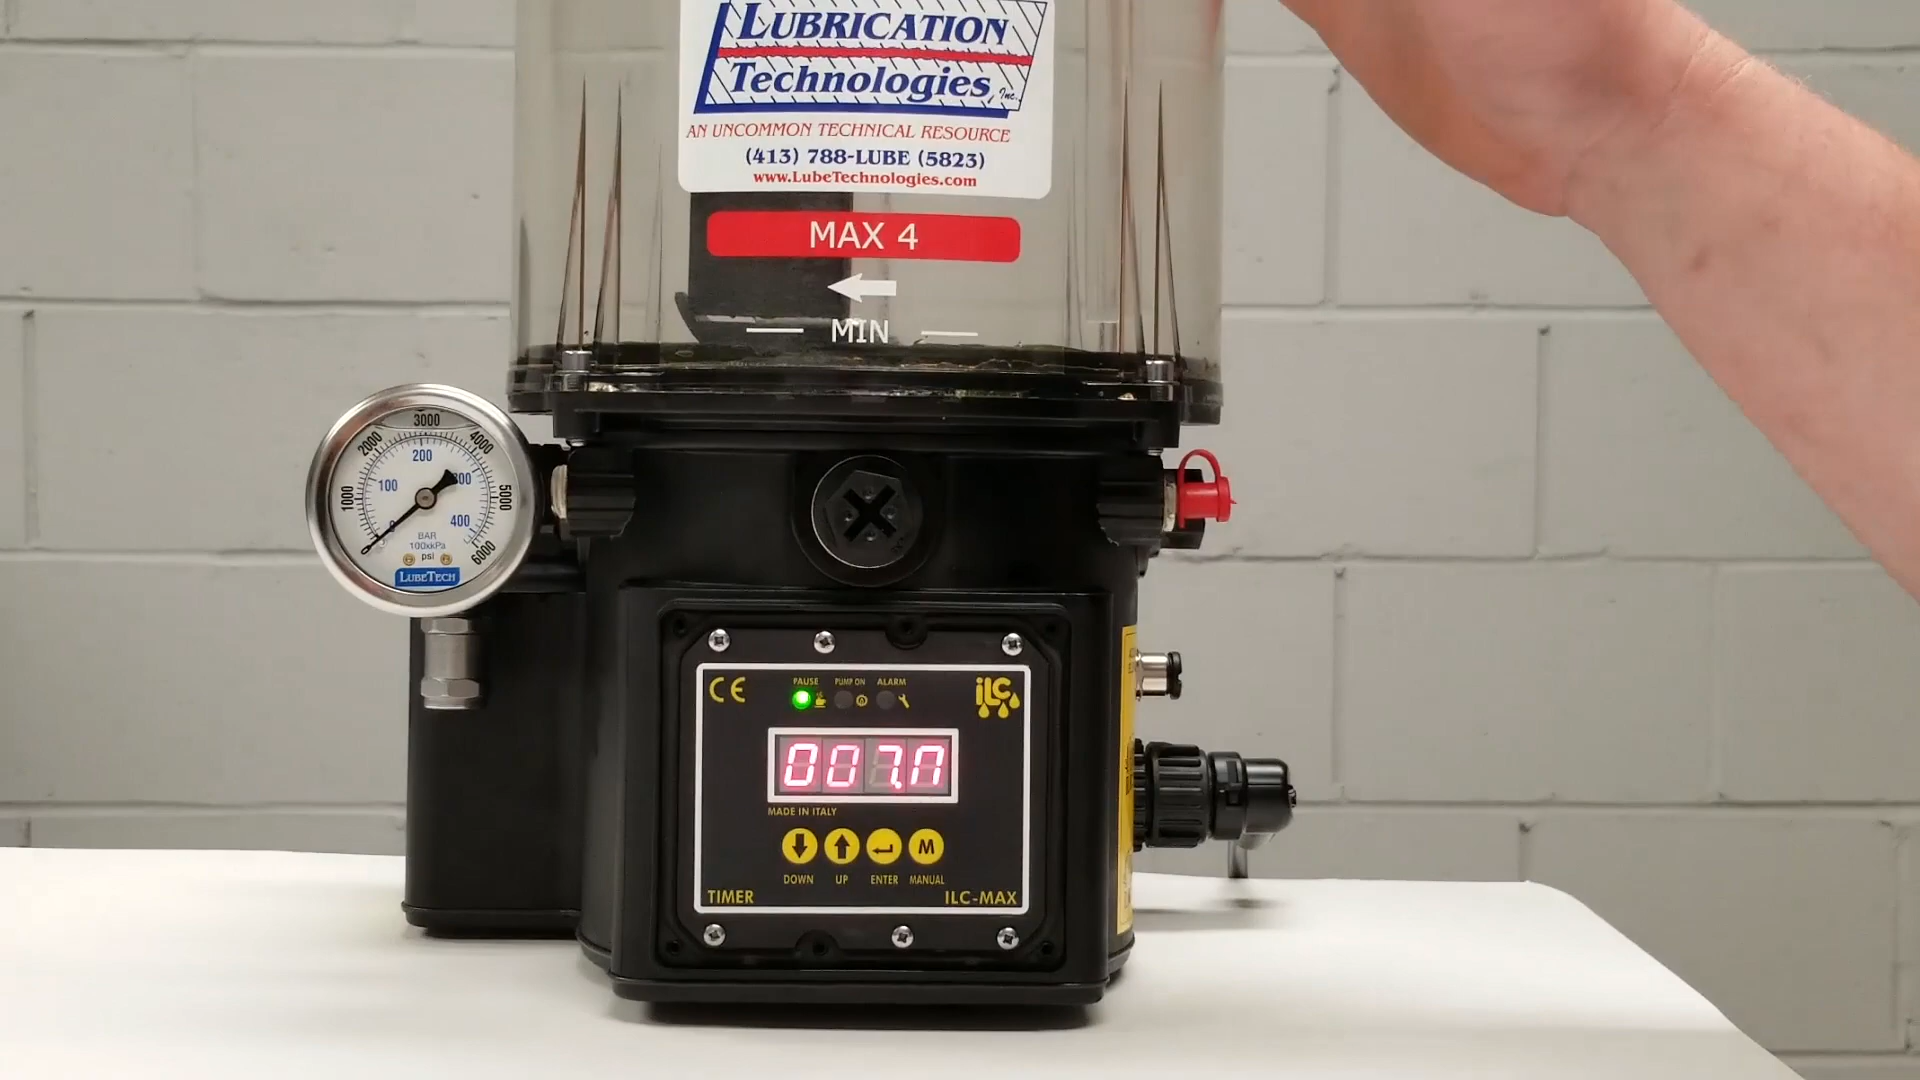 LUBRICATION
Technologies, Inc.
AN UNCOMMON TECHNICAL RESOURCE
(413) 788-LUBE (5823)
www.LubeTechnologies.com
MAX 4
MIN
3000
2000
4000
200
100
300
1000
5000
0
400
6000
BAR
100xkPa
psi
LUBETECH
CE
PAUSE
PUMP ON
ALARM
iLC
007.n
MADE IN ITALY
M
DOWN
UP
ENTER
MANUAL
TIMER
ILC-MAX